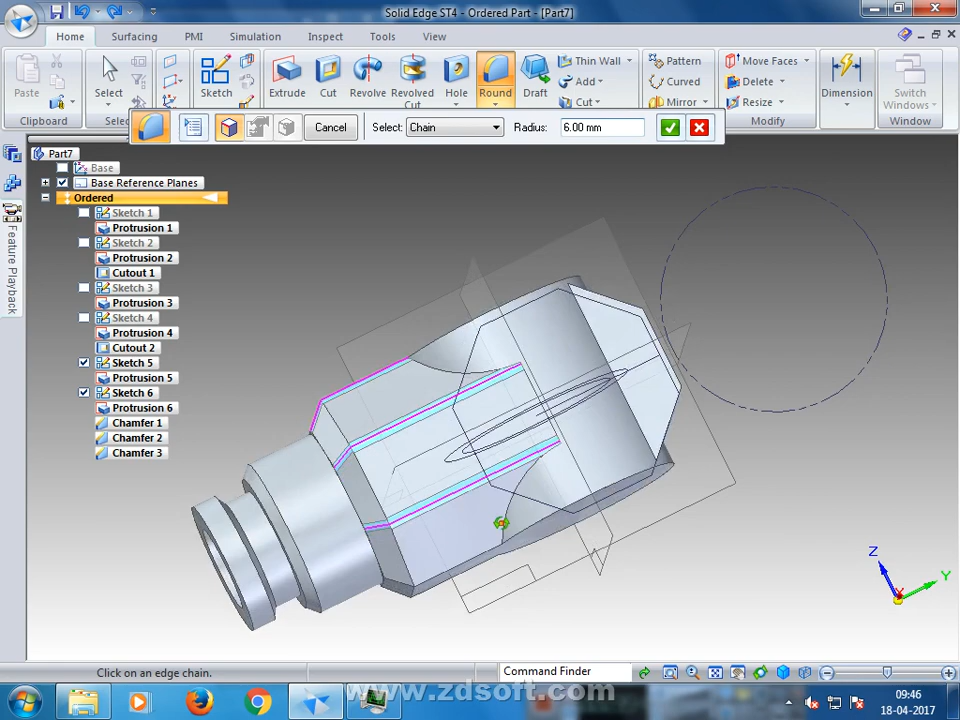 Solid Edge ST4 - Ordered Part - [Part7]
Home
Surfacing
PMI
Simulation
Inspect
Tools
View
Paste
Select
Sketch
Extrude
Cut
Revolve
Revolved
Cut
Hole
Round
Draft
Thin Wall
Add
Cut
Pattern
Curved
Mirror
Move Faces
Delete
Resize
Dimension
Switch
Windows
Clipboard
Selec
Modify
Window
Cancel
Select:
Chain
Radius:
6.00 mm
Part7
Base
Base Reference Planes
Ordered
Sketch 1
Protrusion 1
Sketch 2
Protrusion 2
Cutout 1
Sketch 3
Protrusion 3
Sketch 4
Protrusion 4
Cutout 2
Sketch 5
Protrusion 5
Sketch 6
Protrusion 6
Chamfer 1
Chamfer 2
Chamfer 3
Feature Playback
Z
Y
X
Click on an edge chain.
Command Finder
www.zdsoft.com
09:46
18-04-2017